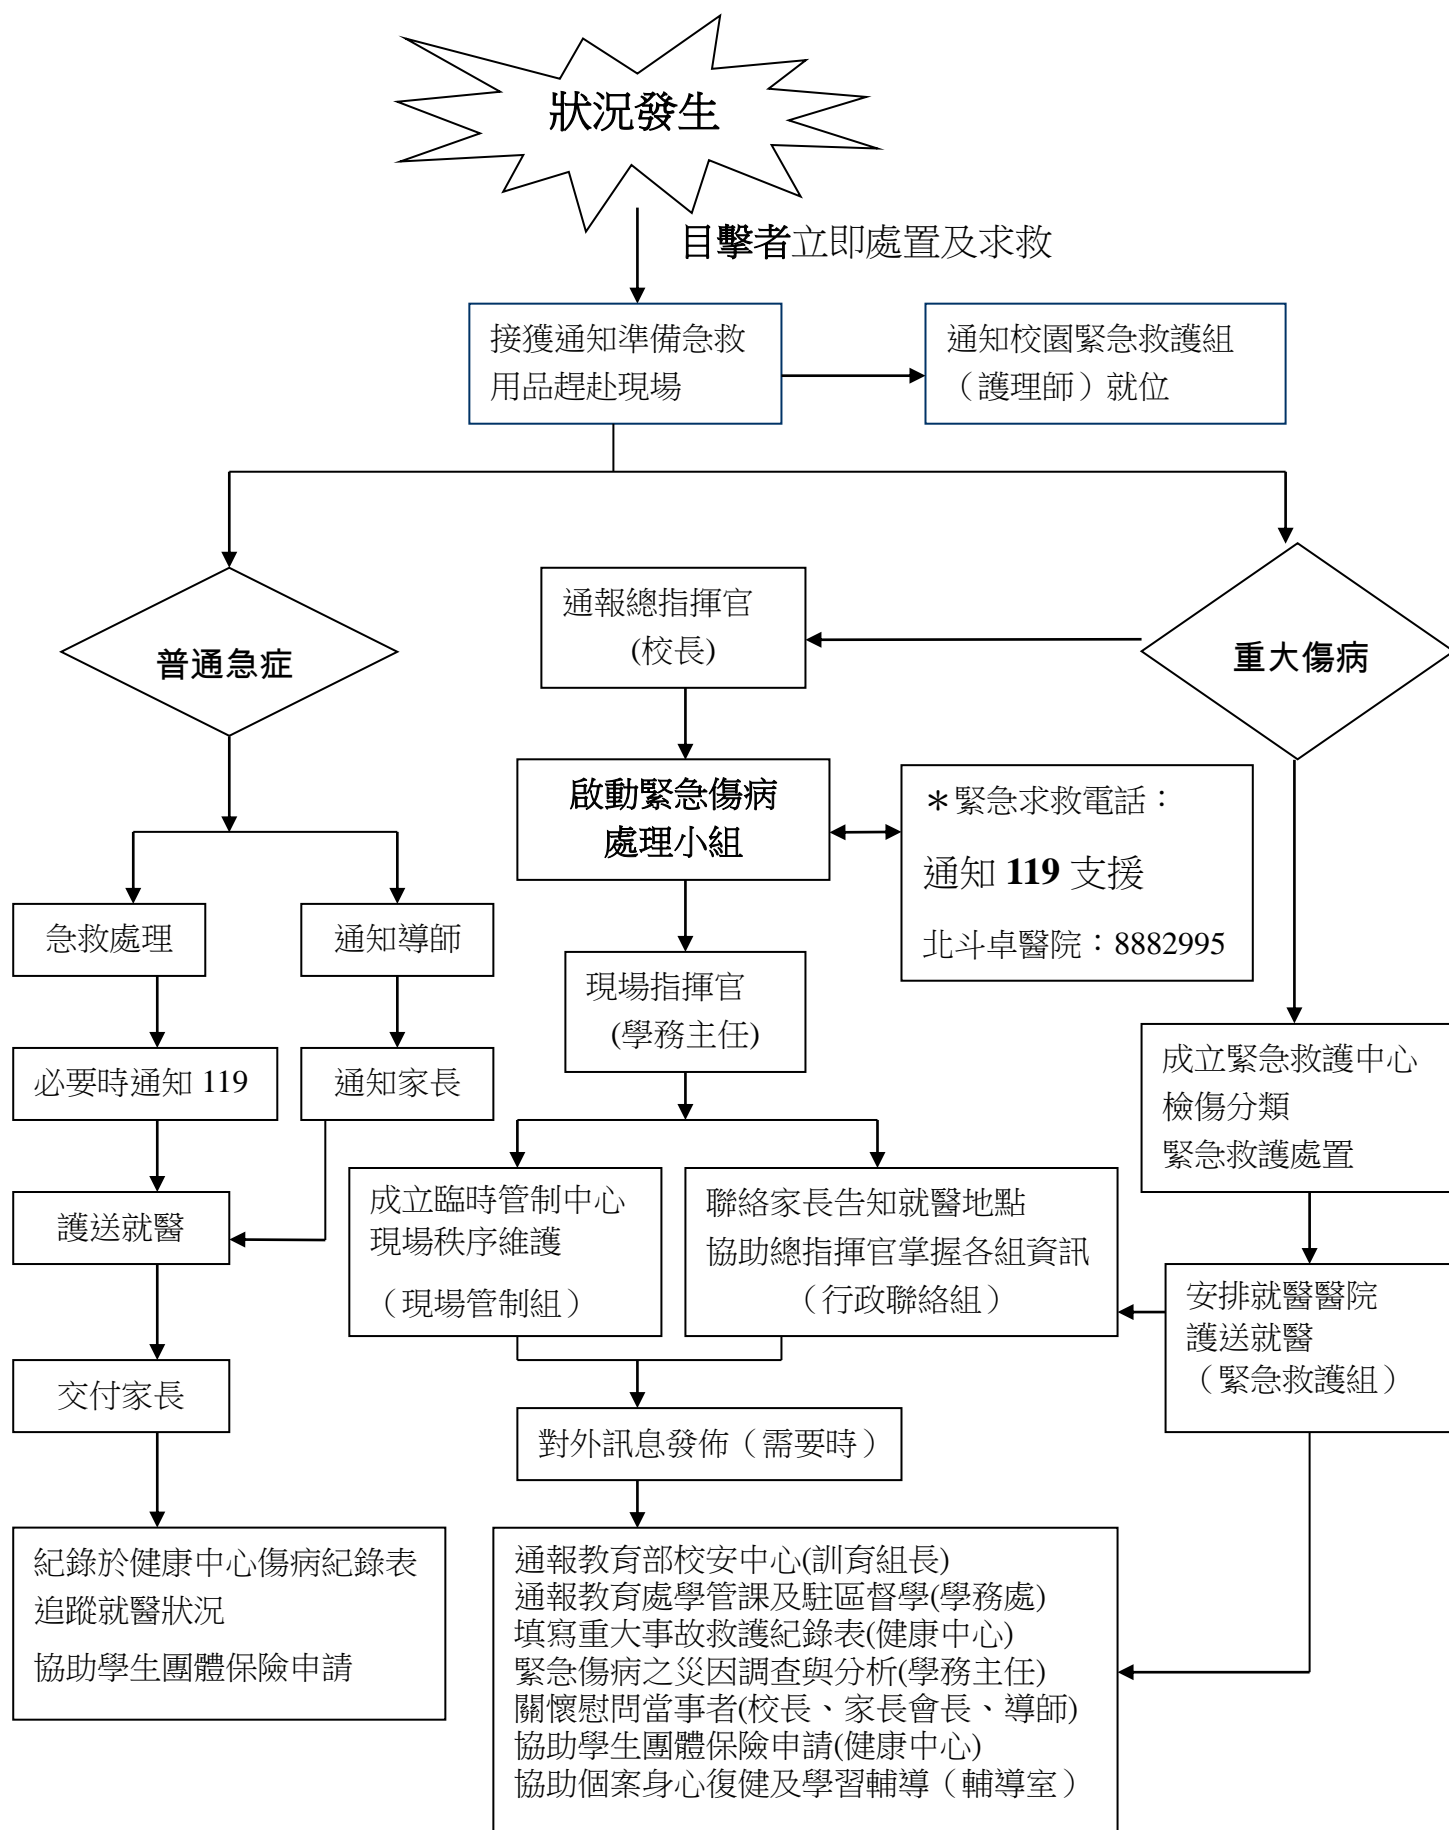 狀況發生
目擊者立即處置及求救
接獲通知準備急救
用品趕赴現場
通知校園緊急救護組
（護理師）就位
普通急症
通報總指揮官
(校長)
重大傷病
啟動緊急傷病
處理小組
＊緊急求救電話：
通知 119 支援
北斗卓醫院：8882995
急救處理
通知導師
現場指揮官
(學務主任)
必要時通知 119
通知家長
成立緊急救護中心
檢傷分類
緊急救護處置
護送就醫
成立臨時管制中心
現場秩序維護
（現場管制組）
聯絡家長告知就醫地點
協助總指揮官掌握各組資訊
（行政聯絡組）
安排就醫醫院
護送就醫
（緊急救護組）
交付家長
對外訊息發佈（需要時）
紀錄於健康中心傷病紀錄表
追蹤就醫狀況
協助學生團體保險申請
通報教育部校安中心(訓育組長)
通報教育處學管課及駐區督學(學務處)
填寫重大事故救護紀錄表(健康中心)
緊急傷病之災因調查與分析(學務主任)
關懷慰問當事者(校長、家長會長、導師)
協助學生團體保險申請(健康中心)
協助個案身心復健及學習輔導（輔導室）